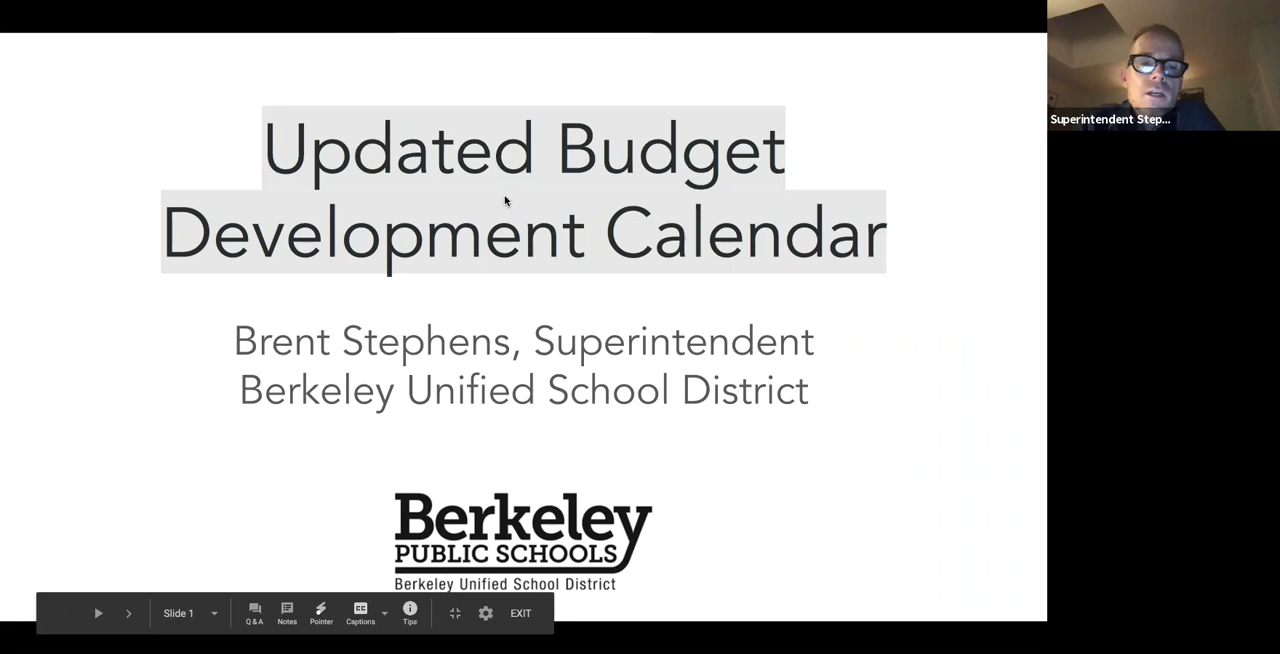 Updated Budget
Development Calendar
Brent Stephens, Superintendent
Berkeley Unified School District
Berkeley
PUBLIC SCHOOLS
Berkeley Unified School District
Superintendent Step...
Slide 1
Q & A
Notes
Pointer
CC
Captions
Tips
EXIT